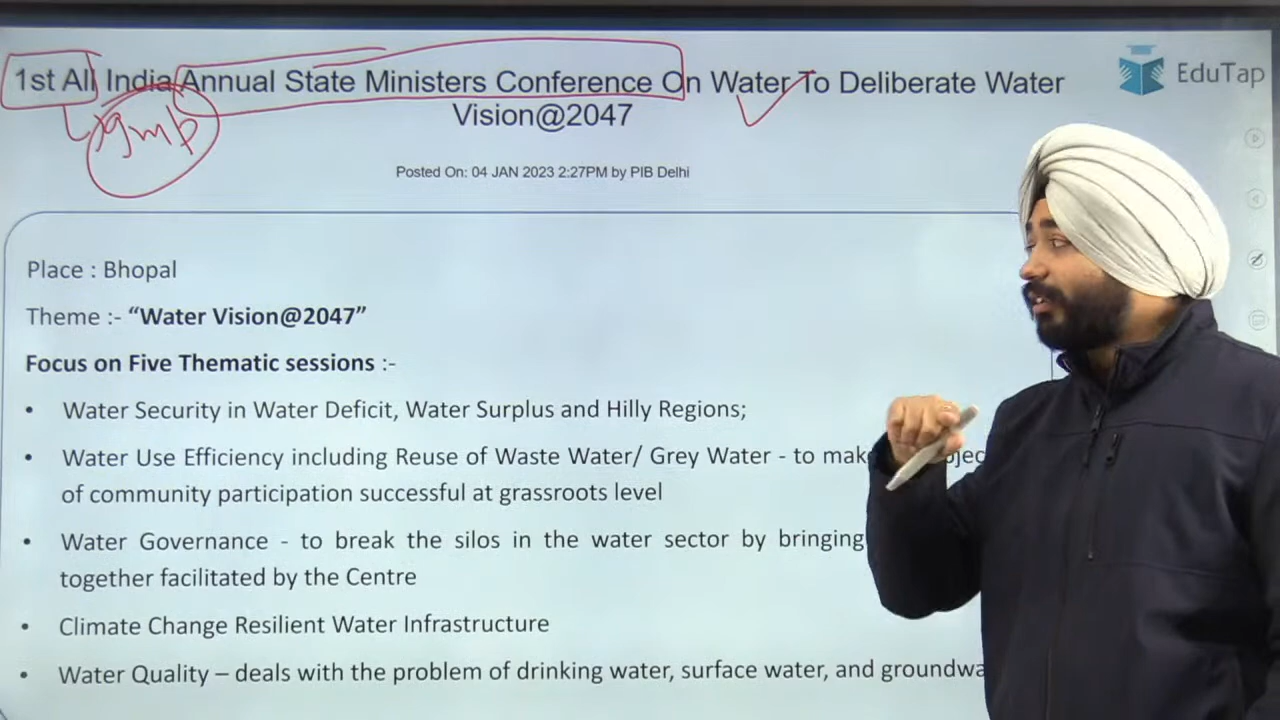 1st All India Annual State Ministers Conference On Water To Deliberate Water
Vision@2047
EduTap
Imp
Posted On: 04 JAN 2023 2:27PM by PIB Delhi
Place : Bhopal
Theme :- “Water Vision@2047”
Focus on Five Thematic sessions :-
• Water Security in Water Deficit, Water Surplus and Hilly Regions;
• Water Use Efficiency including Reuse of Waste Water/ Grey Water - to
of community participation successful at grassroots level
• Water Governance - to break the silos in the water sector by bringing
together facilitated by the Centre
• Climate Change Resilient Water Infrastructure
• Water Quality – deals with the problem of drinking water, surface water, and